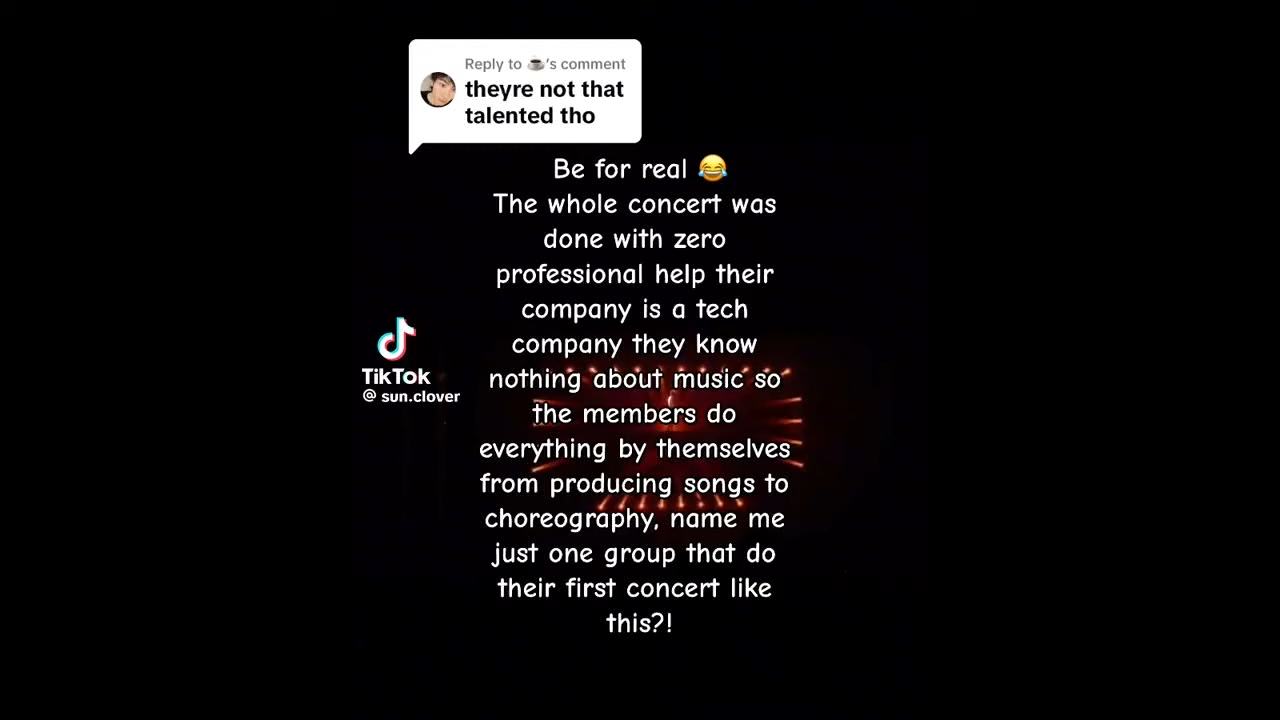 Reply to ☕'s comment
theyre not that
talented tho
Be for real 😂
The whole concert was
done with zero
professional help their
company is a tech
company they know
nothing about music so
the members do
everything by themselves
from producing songs to
choreography, name me
just one group that do
their first concert like
this?!
TikTok
@ sun.clover